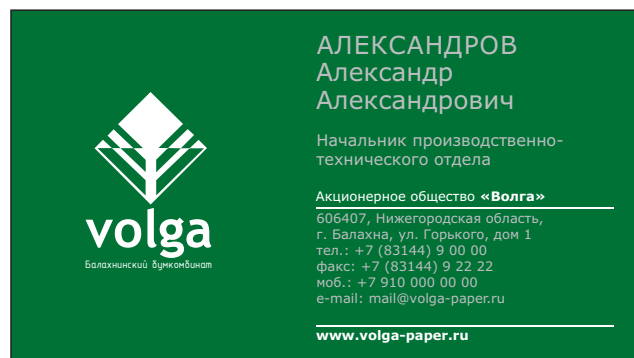 volga
Балахнинский бумкомбинат
АЛЕКСАНДРОВ
Александр
Александрович
Начальник производственно-
технического отдела
Акционерное общество «Волга»
606407, Нижегородская область,
г. Балахна, ул. Горького, дом 1
тел.: +7 (83144) 9 00 00
факс: +7 (83144) 9 22 22
моб.: +7 910 000 00 00
e-mail: mail@volga-paper.ru
www.volga-paper.ru